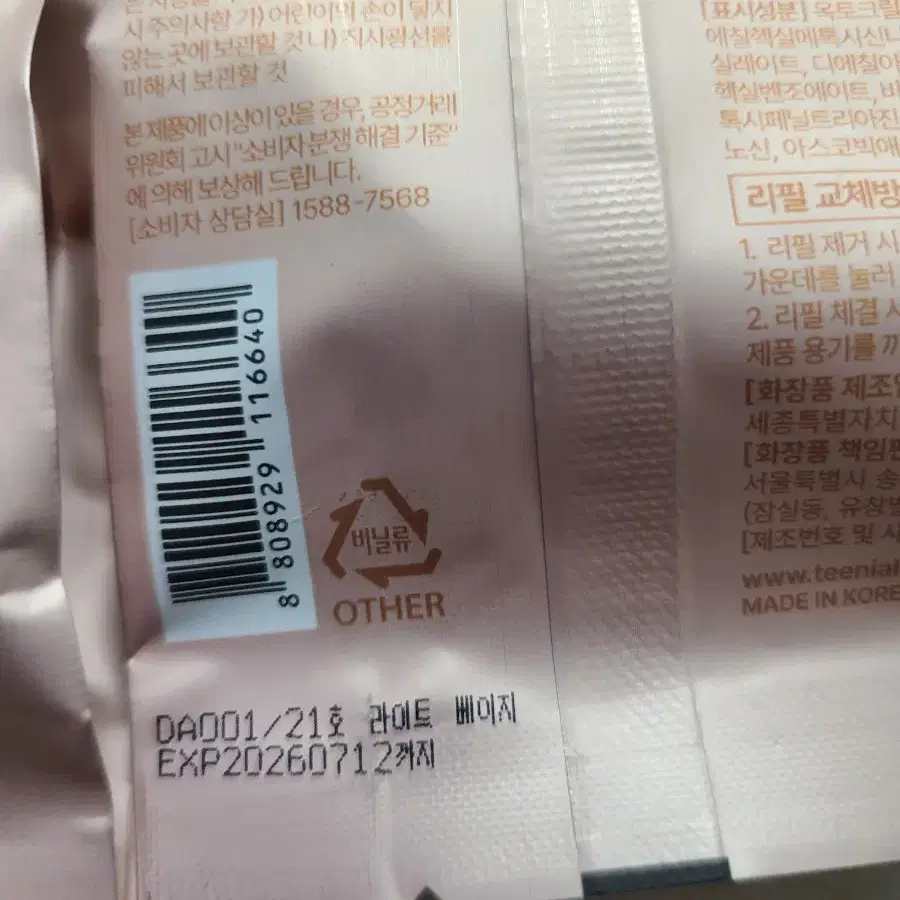 시 주의사항 가) 어린이의 손이 닿지
않는 곳에 보관할 것 나) 직사광선을
피해서 보관할 것
본 제품에 이상이 있을 경우, 공정거래
위원회 고시 "소비자 분쟁 해결 기준"
에 의해 보상해 드립니다.
[소비자 상담실] 1588-7568
8 808929 116640
비닐류
OTHER
DA001/21호 라이트 베이지
EXP20260712까지
[표시성분] 옥토크릴
에칠헥실메톡시신나
실레이트, 디에칠아
헥실벤조에이트, 비
톡시페닐트리아진
노신, 아스코빅애
리필 교체방
1. 리필 제거 시
가운데를 눌러
2. 리필 체결 시
제품 용기를 끼
[화장품 제조업
세종특별자치
[화장품 책임판
서울특별시 송
(잠실동, 유창빌
[제조번호 및 사
www.teenia
MADE IN KORE